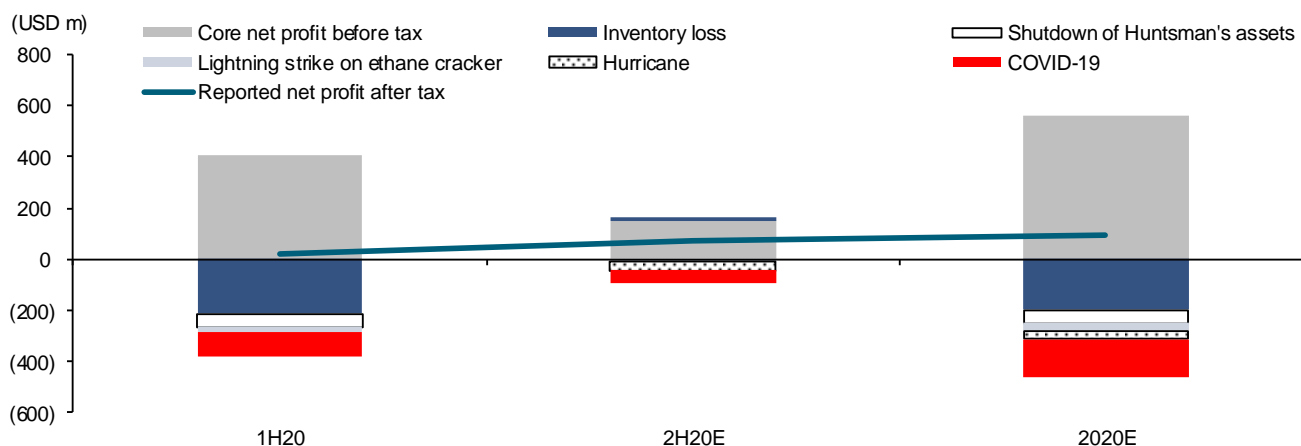 (USD m)
Core net profit before tax Inventory loss Shutdown of Huntsman's assets
800
Lightning strike on ethane cracker Hurricane COVID-19
Reported net profit after tax
600
400
200
0
(200)
(400)
(600)
1H20 2H20E 2020E